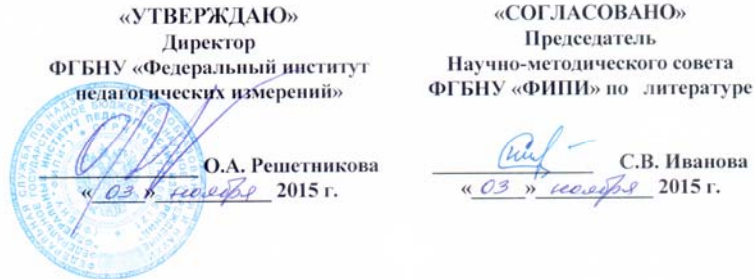 «УТВЕРЖДАЮ»
Директор
ФГБНУ «Федеральный институт
педагогических измерений»
О.А. Решетникова
« 03 » ноября 2015 г.
«СОГЛАСОВАНО»
Председатель
Научно-методического совета
ФГБНУ «ФИПИ» по литературе
С.В. Иванова
« 03 » ноября 2015 г.